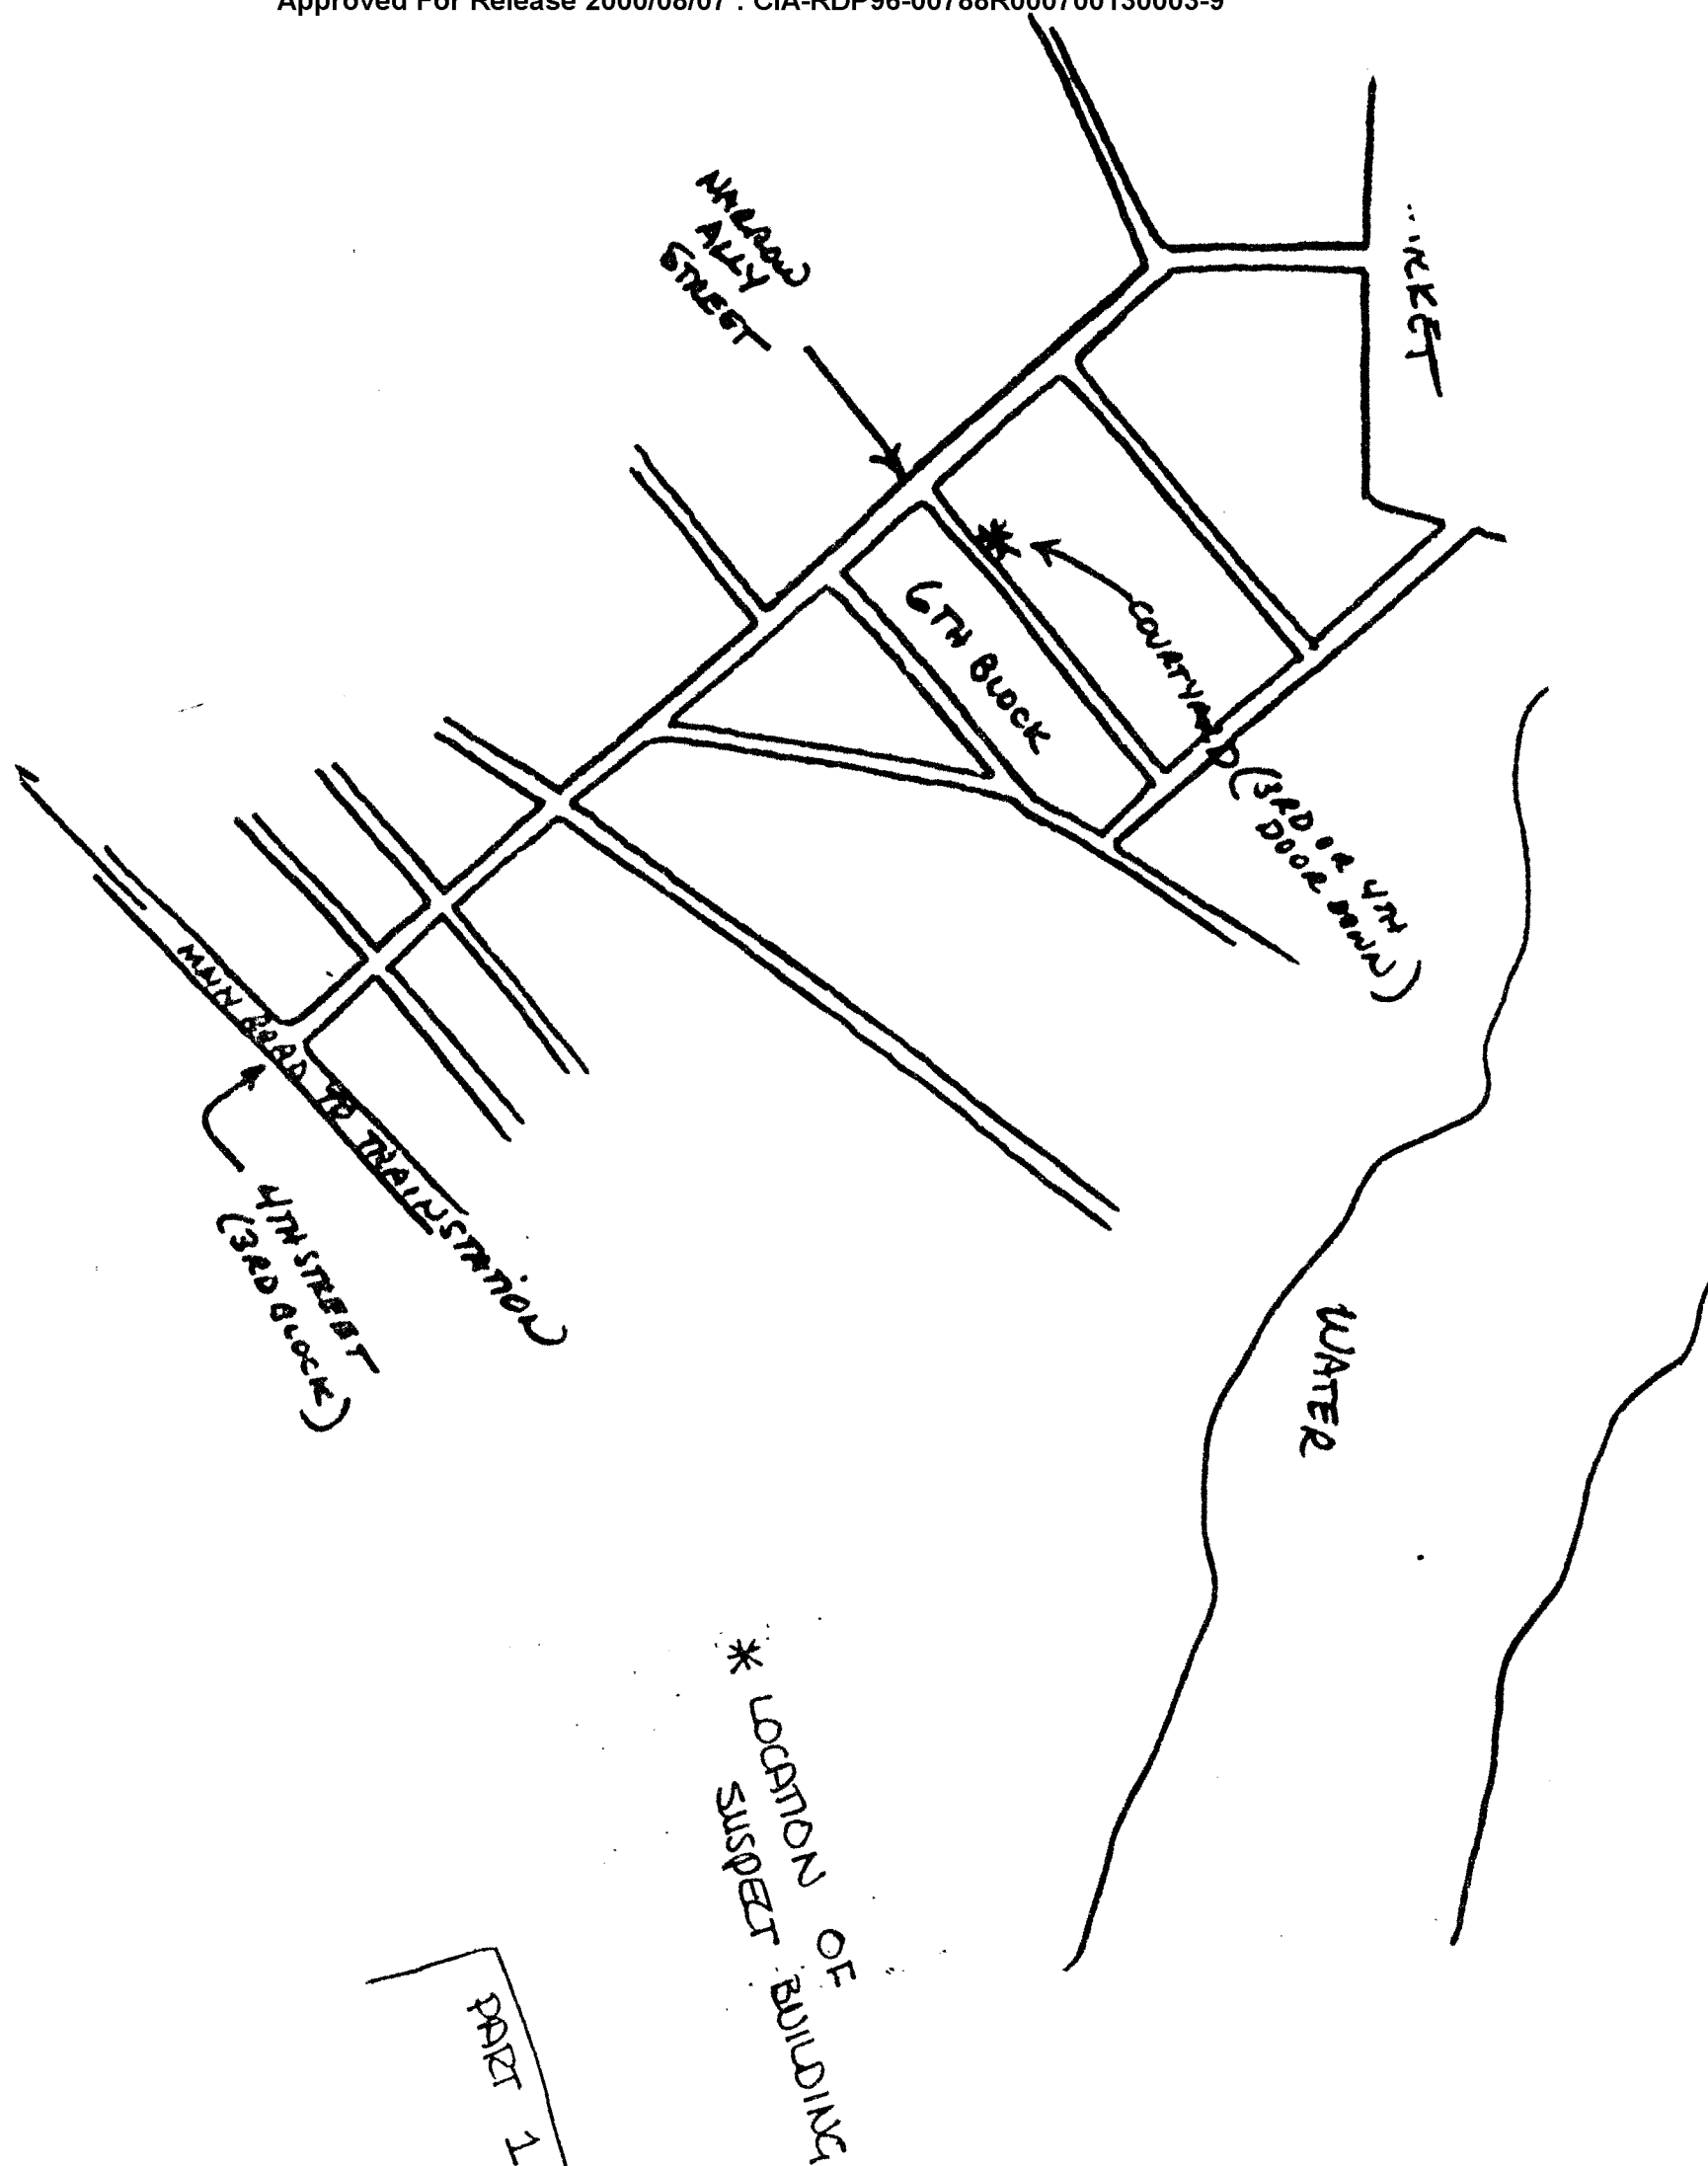 Approved For Release 2000/08/07 : CIA-RDP96-00788R000700130003-9
NARROW
ALLY
STREET
6TH BLOCK
COURTYARD (3RD OR 4TH
DOOR DOWN)
MAIN ROAD TO TRAINSTATION
4TH STREET
(3RD BLOCK)
WATER
* LOCATION OF
SUSPECT BUILDING
PART 1